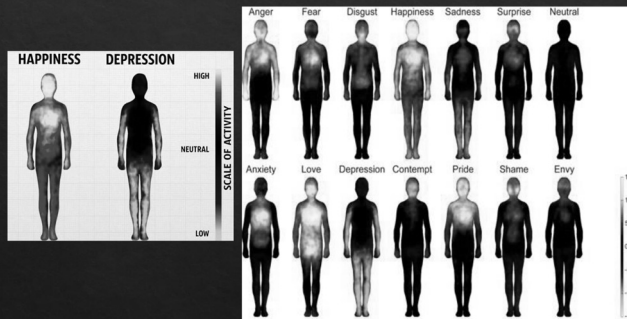 HAPPINESS DEPRESSION
HIGH
NEUTRAL
LOW
SCALE OF ACTIVITY
Anger Fear Disgust Happiness Sadness Surprise Neutral
Anxiety Love Depression Contempt Pride Shame Envy